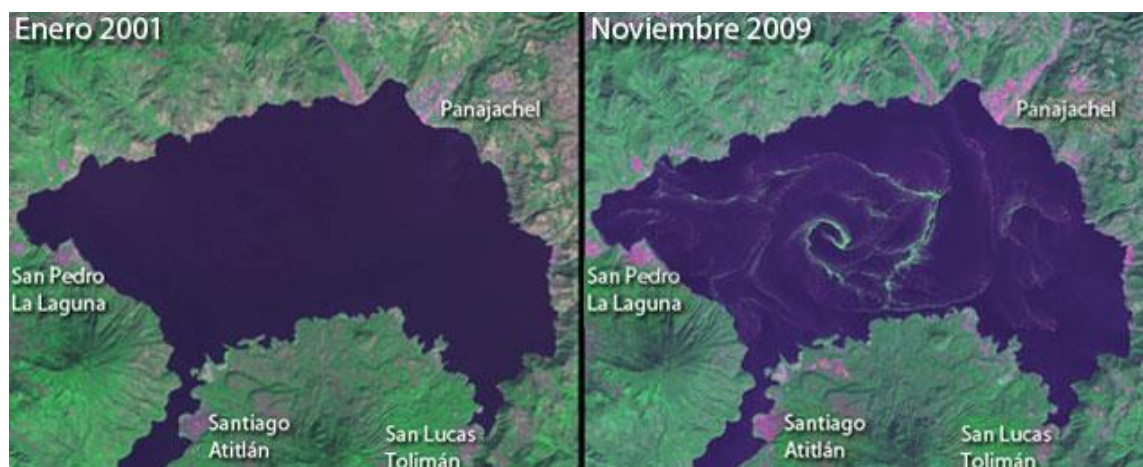 Enero 2001
Panajachel
San Pedro
La Laguna
Santiago
Atitlán
San Lucas
Tolimán
Noviembre 2009
Panajachel
San Pedro
La Laguna
Santiago
Atitlán
San Lucas
Tolimán